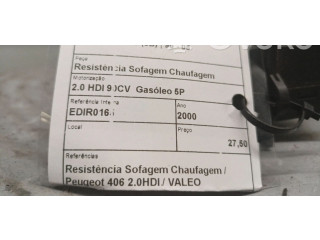 Peça
Resistência Sofagem Chaufagem
Motorização
2.0 HDI 90CV Gasóleo 5P
Referência Interna
Ano
EDIR016
2000
Local
Preço
27,50
Referências
Resistência Sofagem Chaufagem /
Peugeot 406 2.0HDI / VALEO